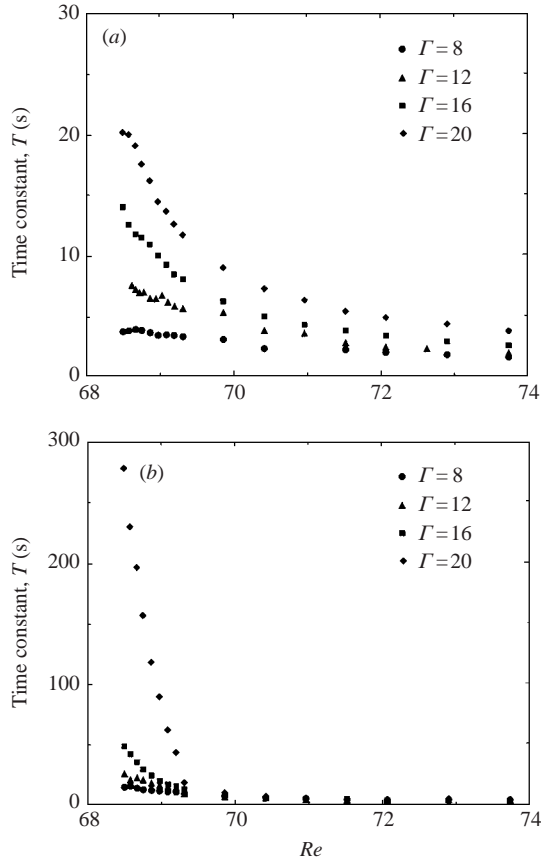 30
(a)
Γ = 8
Γ = 12
Γ = 16
Γ = 20
20
10
0
Time constant, T (s)
68
70
72
74
300
(b)
Γ = 8
Γ = 12
Γ = 16
Γ = 20
200
100
0
Time constant, T (s)
68
70
72
74
Re